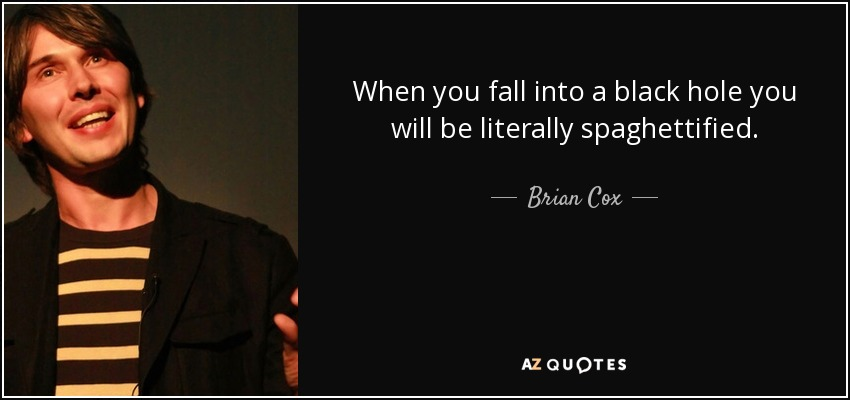 When you fall into a black hole you
will be literally spaghettified.
Brian Cox
AZ QUOTES